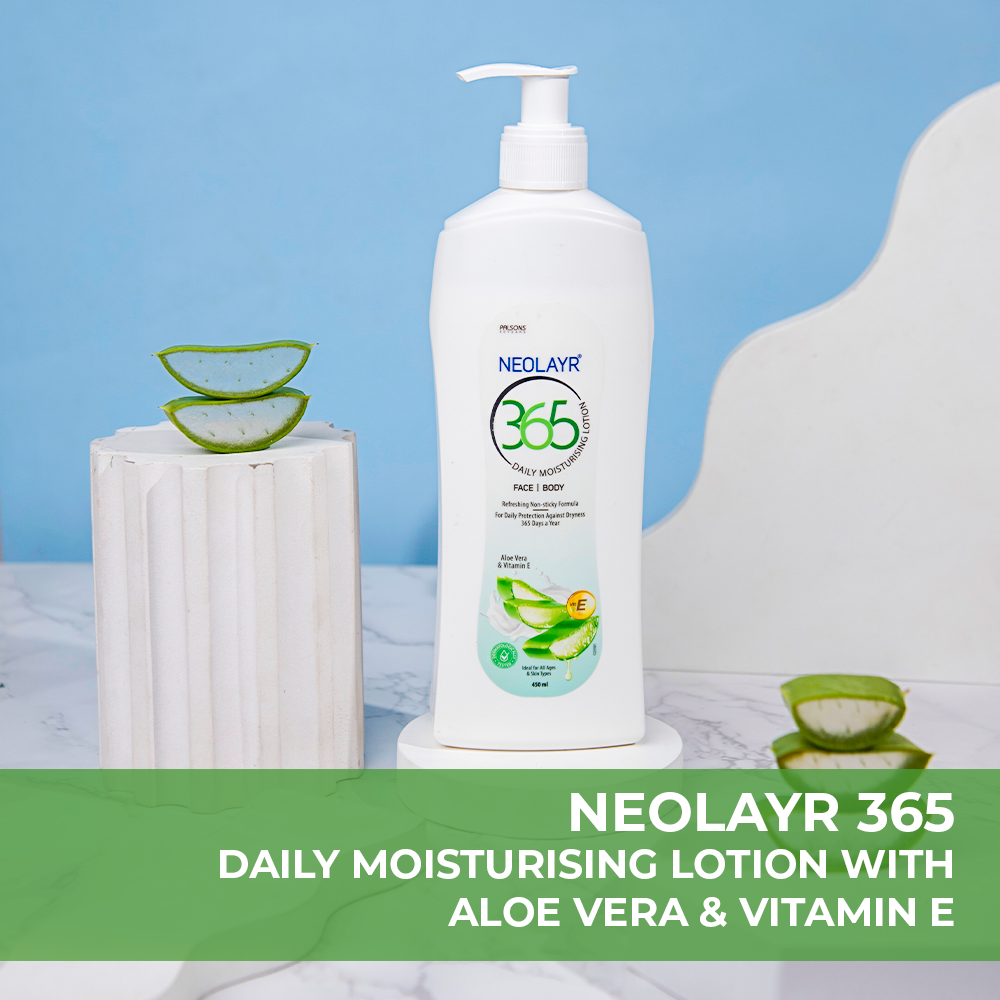 PALSONS
NEOLAYR®
365
DAILY MOISTURISING LOTION
FACE | BODY
Refreshing Non-sticky Formula
For Daily Protection Against Dryness
365 Days a Year
Aloe Vera
& Vitamin E
E
Ideal for All Ages
& Skin Types
450 ml
NEOLAYR 365
DAILY MOISTURISING LOTION WITH
ALOE VERA & VITAMIN E